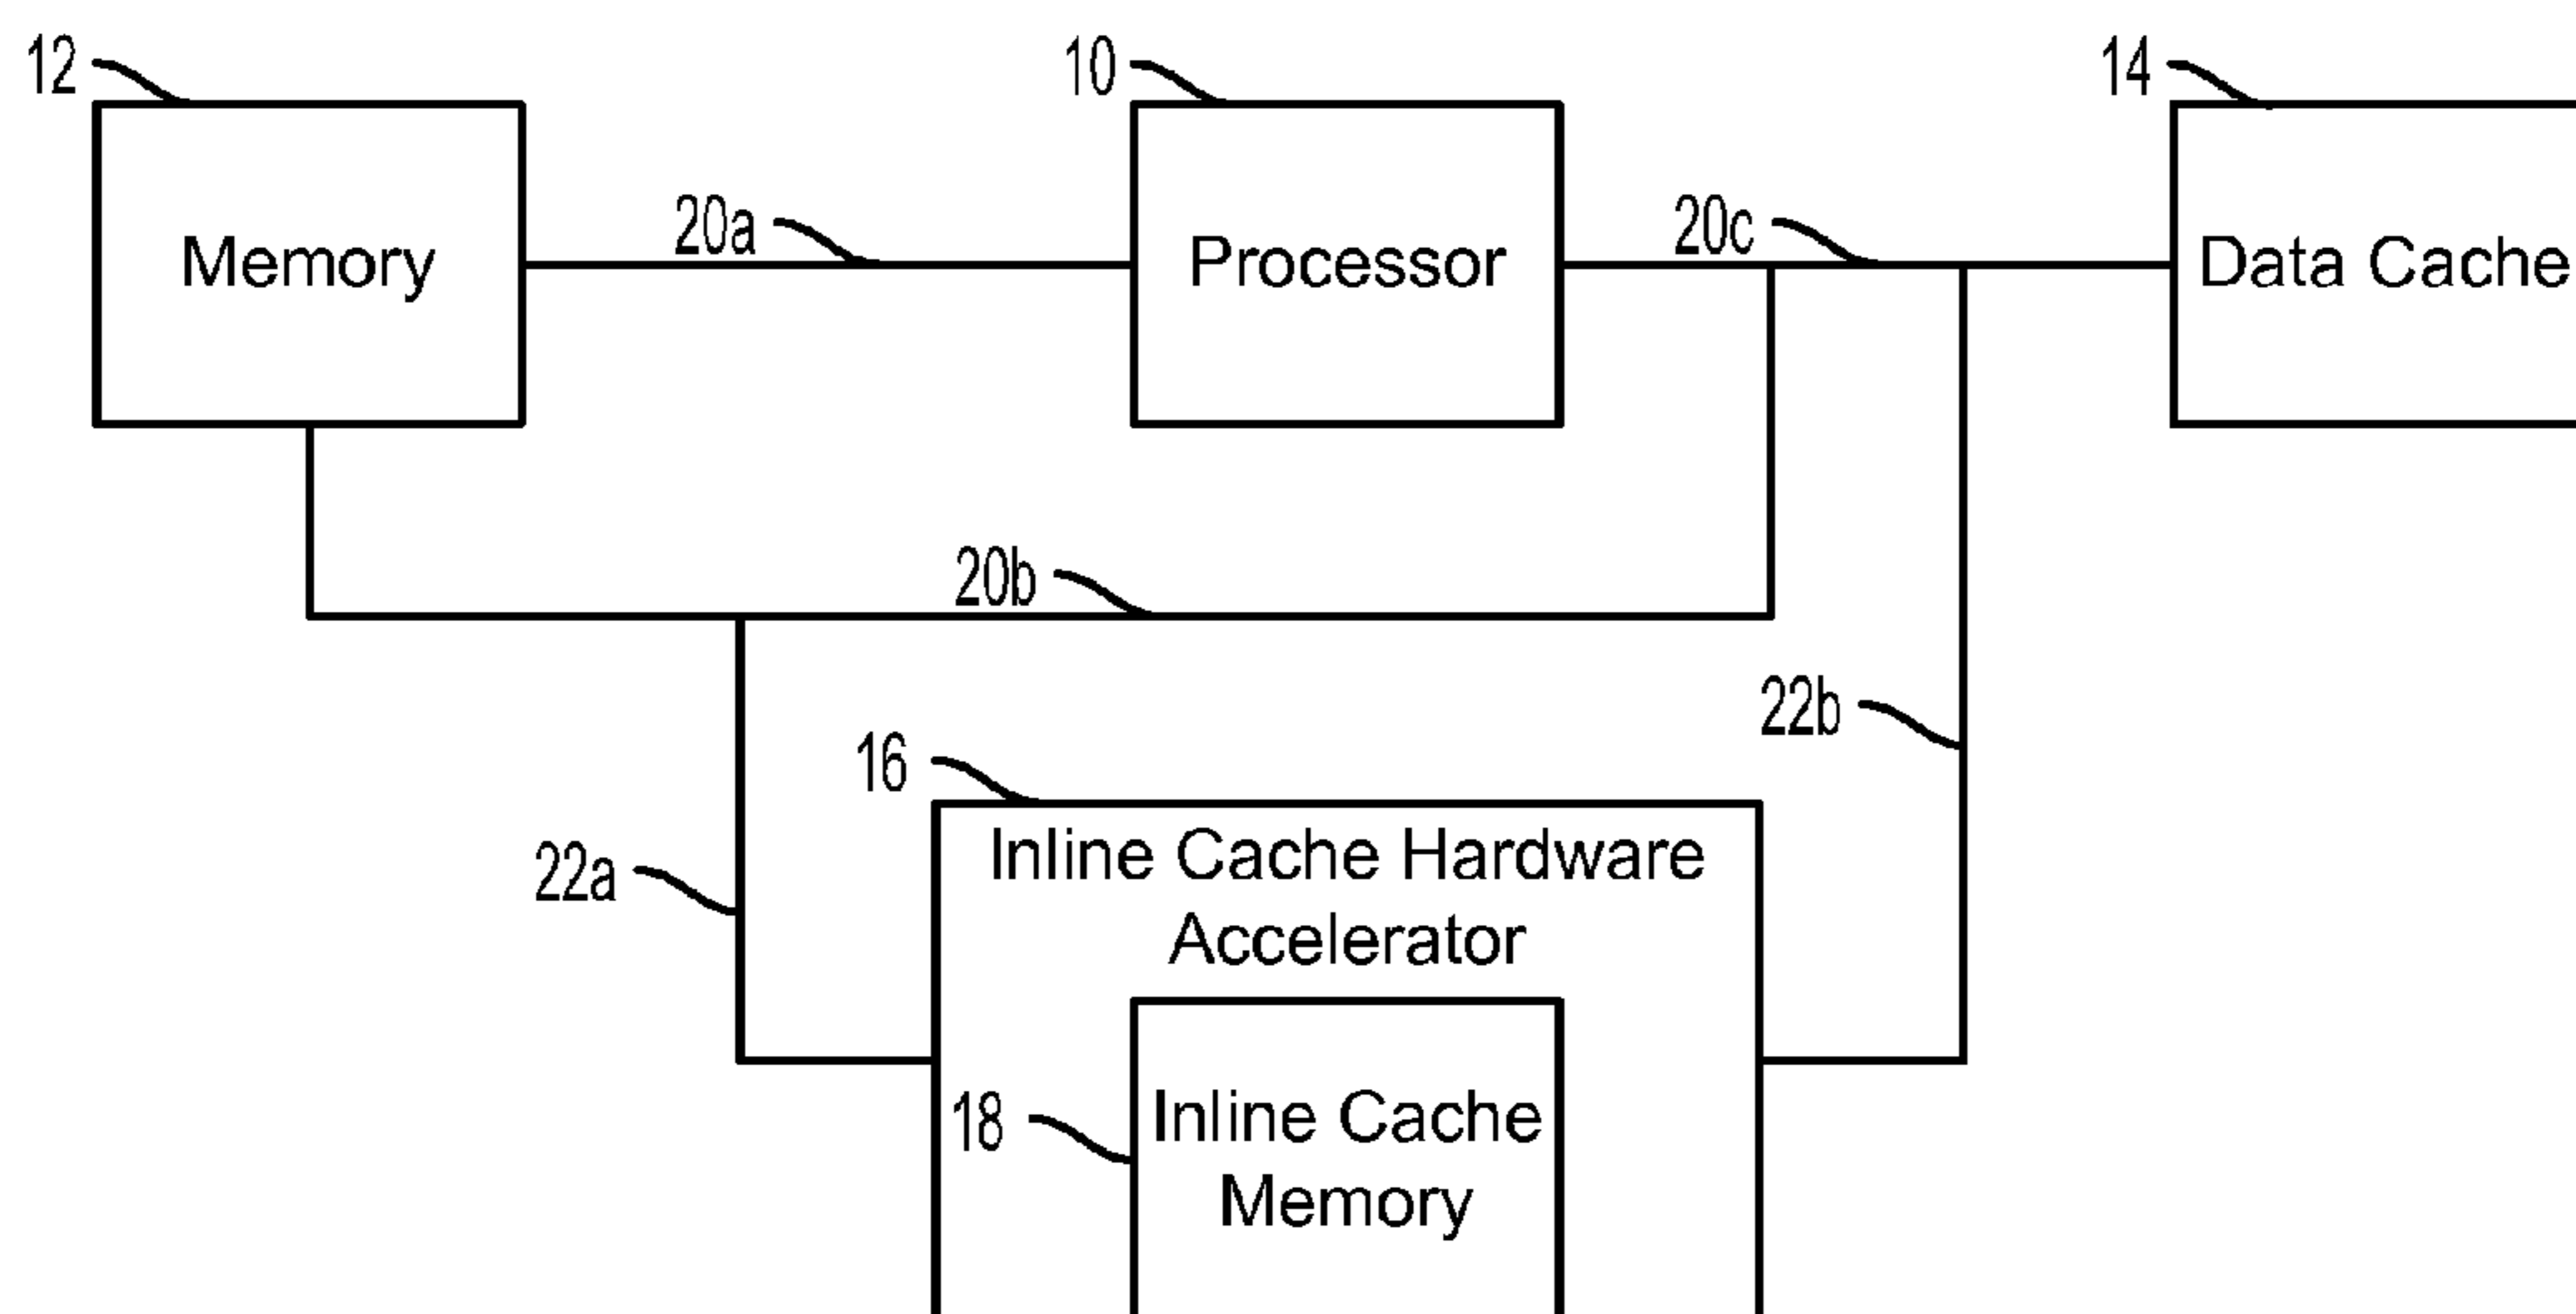 12
10
14
Memory
20a
Processor
20c
Data Cache
20b
22b
16
Inline Cache Hardware
Accelerator
22a
18
Inline Cache
Memory